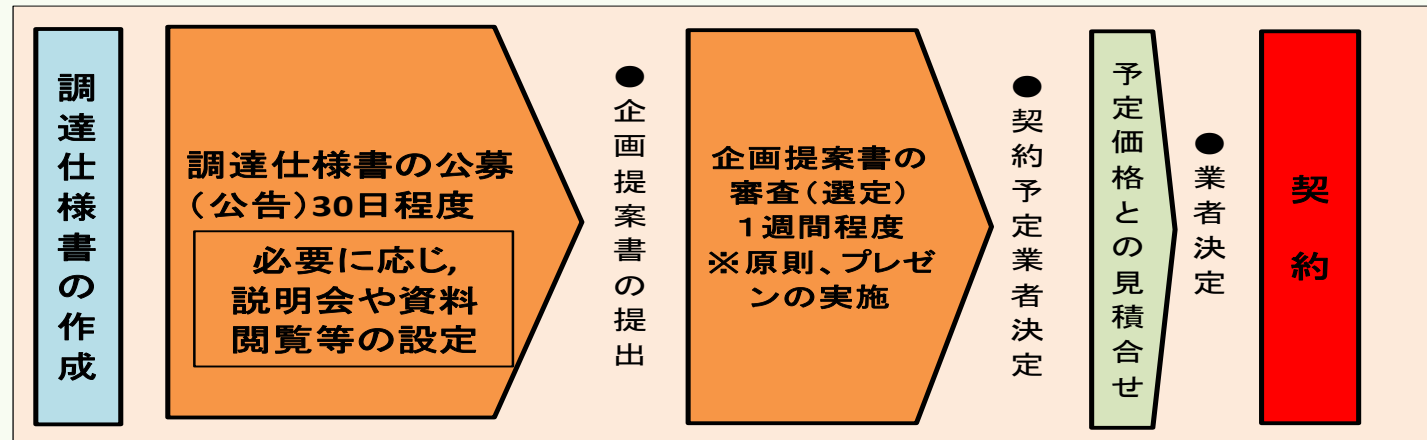 調達仕様書の作成
調達仕様書の公募
（公告）30日程度
必要に応じ，
説明会や資料
閲覧等の設定
●企画提案書の提出
企画提案書の
審査（選定）
１週間程度
※原則、プレゼ
ンの実施
●契約予定業者決定
予定価格との見積合せ
●業者決定
契約